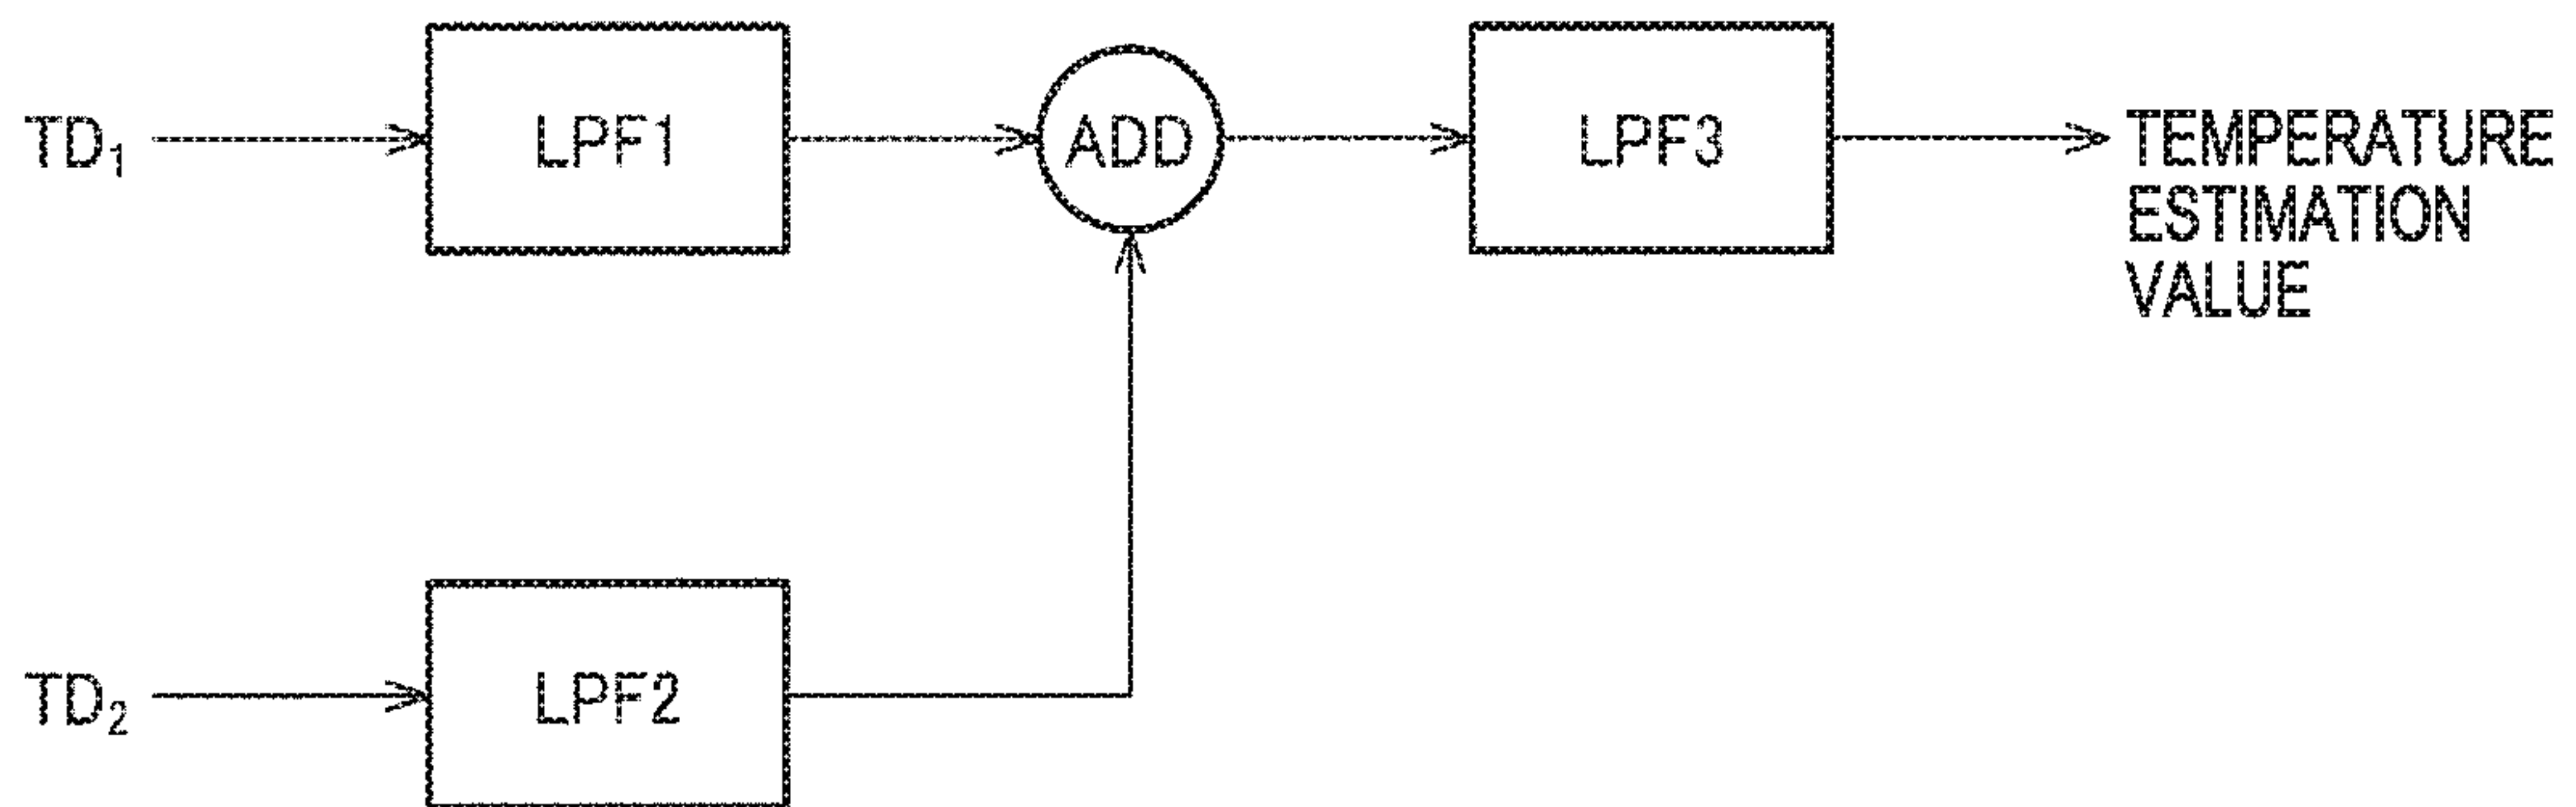 TD₁
LPF1
ADD
LPF3
TEMPERATURE
ESTIMATION
VALUE
TD₂
LPF2